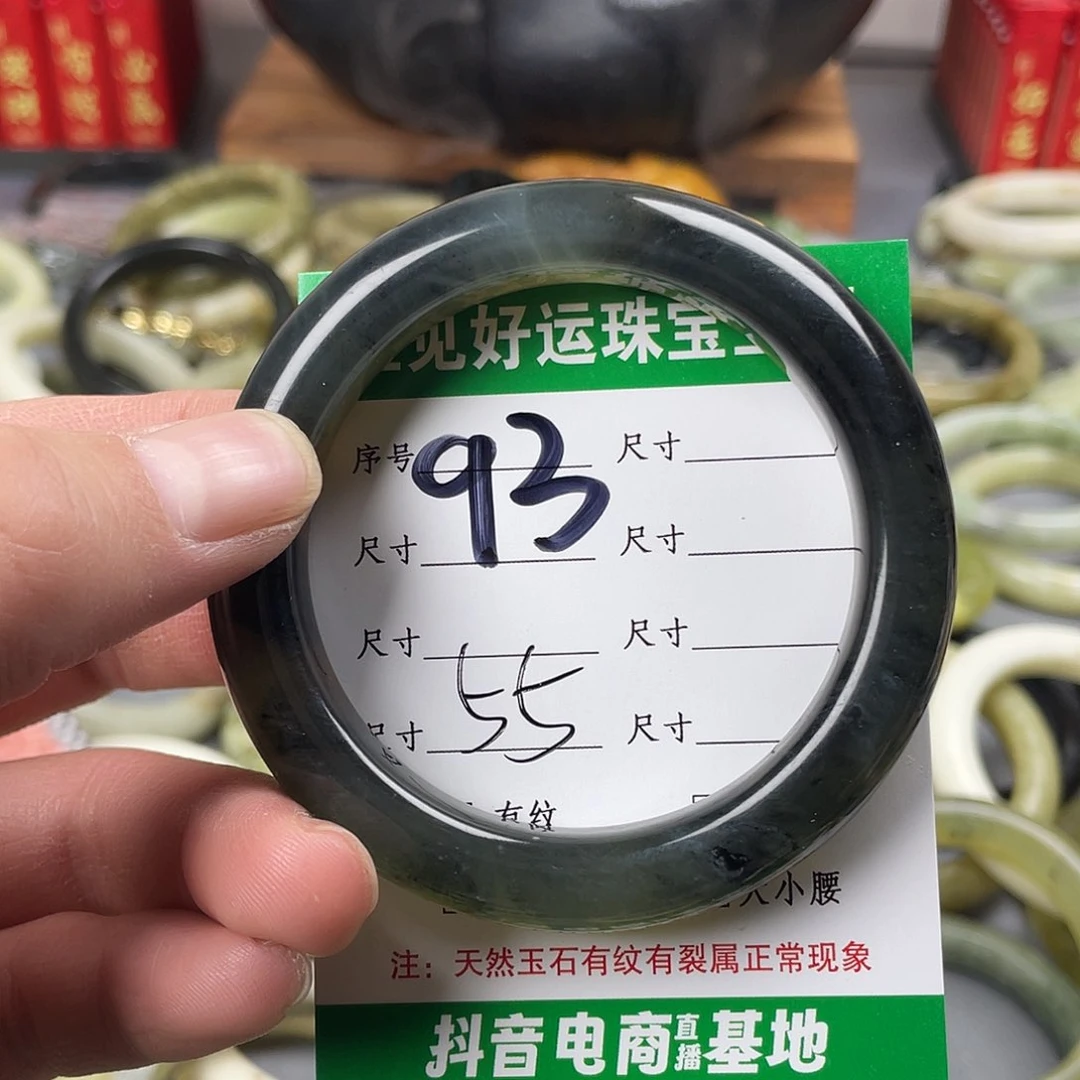 见好运珠宝
序号 93 尺寸
尺寸 尺寸
尺寸 尺寸
尺寸 55 尺寸
有纹
大小腰
注：天然玉石有纹有裂属正常现象
抖音电商直播基地